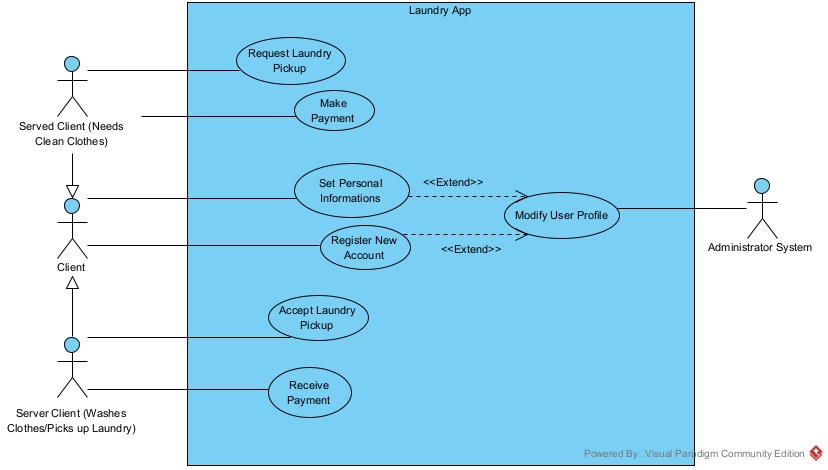 Laundry App
Request Laundry
Pickup
Make
Payment
Served Client (Needs
Clean Clothes)
Set Personal
Informations
<<Extend>>
Modify User Profile
Administrator System
Register New
Account
<<Extend>>
Client
Accept Laundry
Pickup
Receive
Payment
Server Client (Washes
Clothes/Picks up Laundry)
Powered By: Visual Paradigm Community Edition